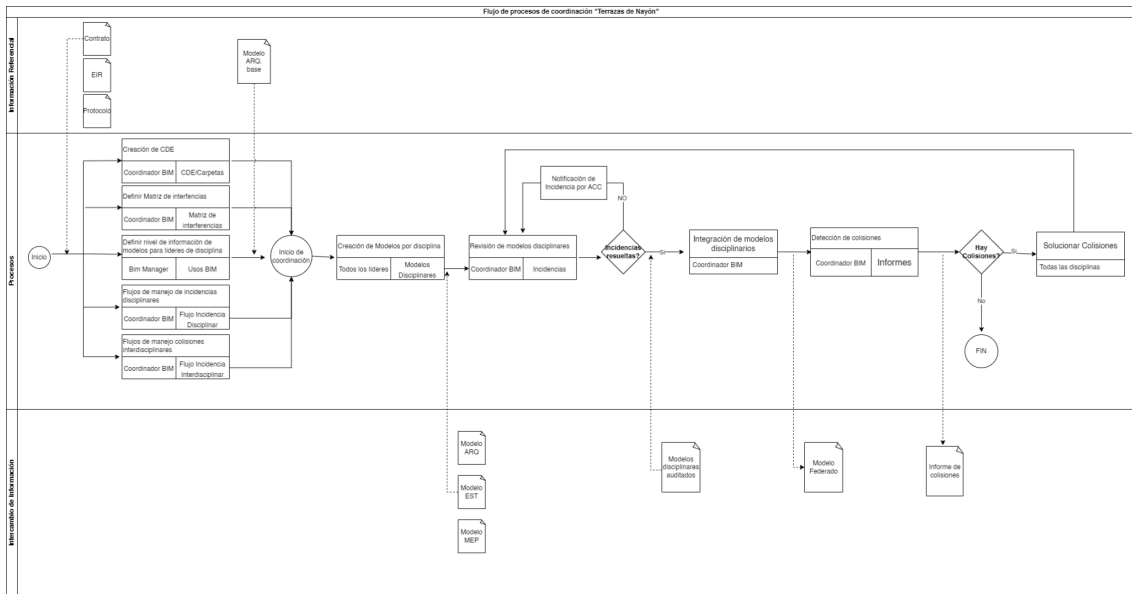 Flujo de procesos de coordinación "Terrazas de Nayón"
Información Referencial
Contrato
EIR
Protocolo
Modelo
ARQ.
base
Procesos
Inicio
Creación de CDE
Coordinador BIM
CDE/Carpetas
Definir Matriz de interfencias
Coordinador BIM
Matriz de
interferencias
Definir nivel de información de
modelos para líderes de disciplina
Bim Manager
Usos BIM
Flujos de manejo de incidencias
disciplinares
Coordinador BIM
Flujo Incidencia
Disciplinar
Flujos de manejo colisiones
interdisciplinares
Coordinador BIM
Flujo Incidencia
Interdisciplinar
Inicio de
coordinación
Creación de Modelos por disciplina
Todos los líderes
Modelos
Disciplinares
Revisión de modelos disciplinares
Coordinador BIM
Incidencias
Notificación de
Incidencia por ACC
NO
Incidencias
resueltas?
Si
Integración de modelos
disciplinarios
Coordinador BIM
Detección de colisiones
Coordinador BIM
Informes
Hay
Colisiones?
Si
No
FIN
Solucionar Colisiones
Todas las disciplinas
Intercambio de Información
Modelo
ARQ
Modelo
EST
Modelo
MEP
Modelos
disciplinares
auditados
Modelo
Federado
Informe de
colisiones